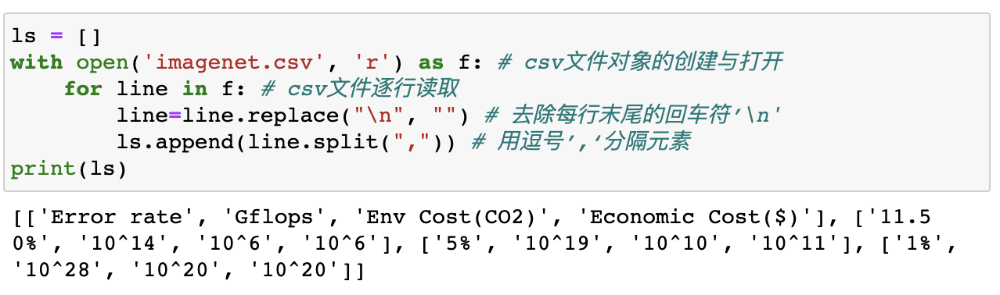 ls = []
with open('imagenet.csv', 'r') as f: # csv文件对象的创建与打开
    for line in f: # csv文件逐行读取
        line=line.replace("\n", "") # 去除每行末尾的回车符’\n'
        ls.append(line.split(",")) # 用逗号’,‘分隔元素
print(ls)
[['Error rate', 'Gflops', 'Env Cost(CO2)', 'Economic Cost($)'], ['11.5
0%', '10^14', '10^6', '10^6'], ['5%', '10^19', '10^10', '10^11'], ['1%',
'10^28', '10^20', '10^20']]